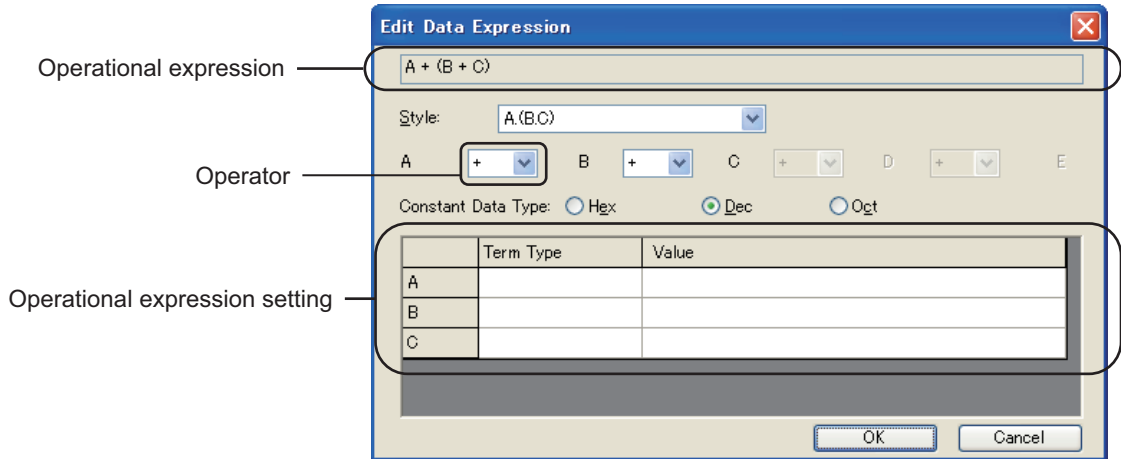 Edit Data Expression
Operational expression
A + (B + C)
Style: A.(B.C)
Operator
A + B + C + D + E
Constant Data Type: Hex Dec Oct
Operational expression setting
Term Type Value
A
B
C
OK Cancel